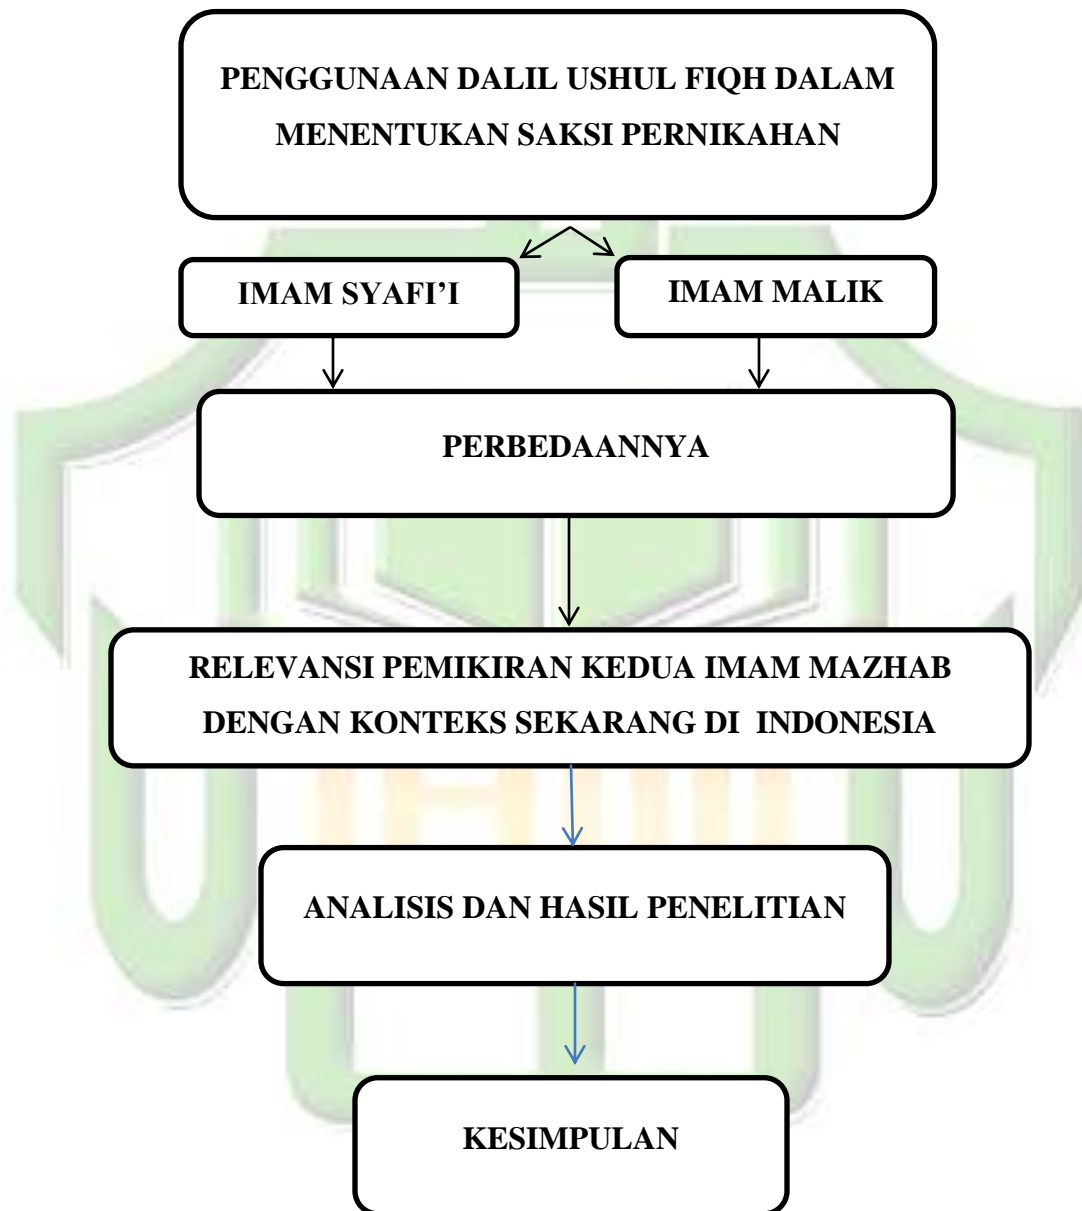 PENGGUNAAN DALIL USHUL FIQH DALAM
MENENTUKAN SAKSI PERNIKAHAN
IMAM SYAFI’I
IMAM MALIK
PERBEDAANNYA
RELEVANSI PEMIKIRAN KEDUA IMAM MAZHAB
DENGAN KONTEKS SEKARANG DI INDONESIA
ANALISIS DAN HASIL PENELITIAN
KESIMPULAN